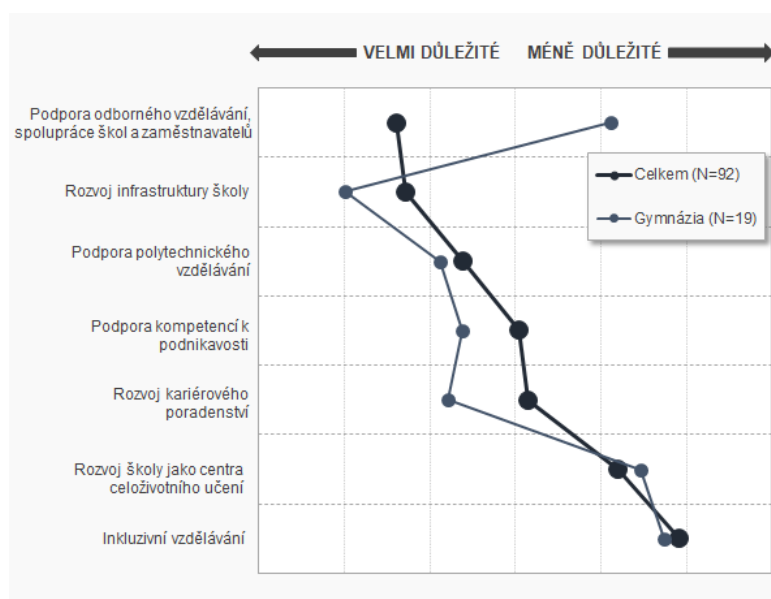 VELMI DŮLEŽITÉ MÉNĚ DŮLEŽITÉ
Podpora odborného vzdělávání,
spolupráce škol a zaměstnavatelů
Rozvoj infrastruktury školy
Podpora polytechnického
vzdělávání
Podpora kompetencí k
podnikavosti
Rozvoj kariérového
poradenství
Rozvoj školy jako centra
celoživotního učení
Inkluzivní vzdělávání
Celkem (N=92)
Gymnázia (N=19)